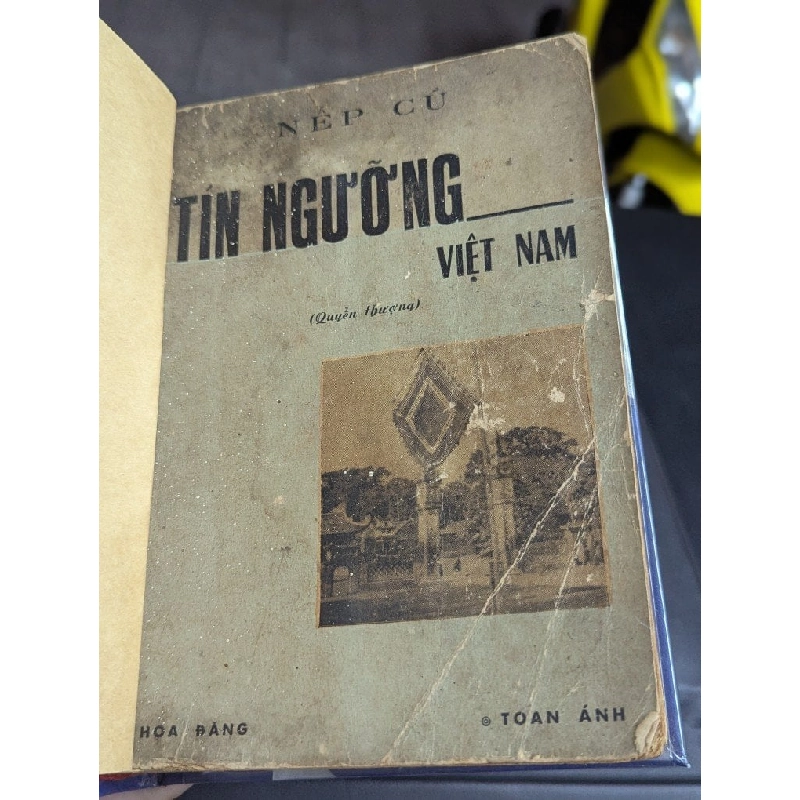 NẾP CŨ
TÍN NGƯỠNG
VIỆT NAM
(Quyển thượng)
HOA ĐĂNG
© TOAN ÁNH